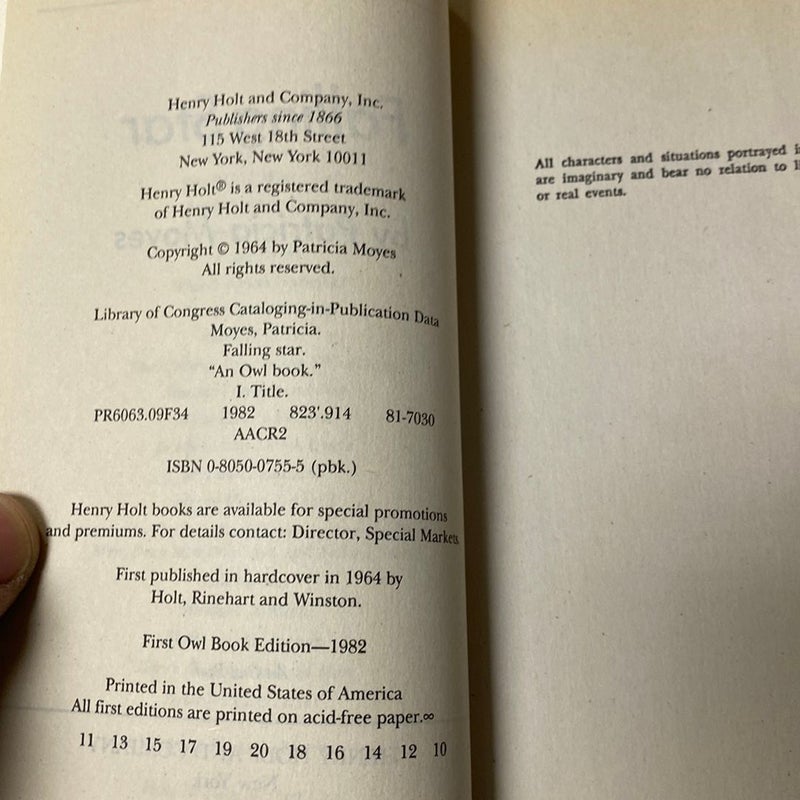 Henry Holt and Company, Inc.
Publishers since 1866
115 West 18th Street
New York, New York 10011
Henry Holt® is a registered trademark
of Henry Holt and Company, Inc.
Copyright © 1964 by Patricia Moyes
All rights reserved.
Library of Congress Cataloging-in-Publication Data
Moyes, Patricia.
Falling star.
“An Owl book.”
I. Title.
PR6063.09F34 1982 823'.914 81-7030
AACR2
ISBN 0-8050-0755-5 (pbk.)
Henry Holt books are available for special promotions
and premiums. For details contact: Director, Special Markets
First published in hardcover in 1964 by
Holt, Rinehart and Winston.
First Owl Book Edition—1982
Printed in the United States of America
All first editions are printed on acid-free paper.∞
11 13 15 17 19 20 18 16 14 12 10
All characters and situations portrayed
are imaginary and bear no relation to
or real events.